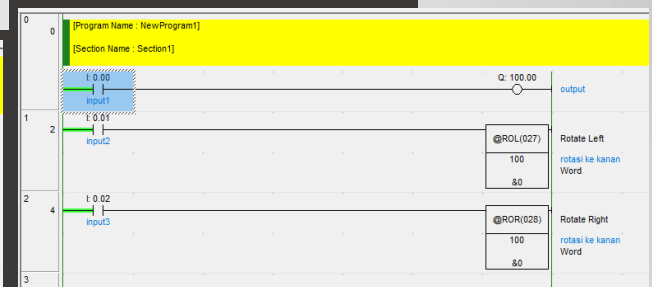 0
0
[Program Name : NewProgram1]
[Section Name : Section1]
I: 0.00
Q: 100.00
input1
output
1
2
I: 0.01
input2
@ROL(027)
Rotate Left
100
rotasi ke kanan
Word
&0
2
4
I: 0.02
input3
@ROR(028)
Rotate Right
100
rotasi ke kanan
Word
&0
3